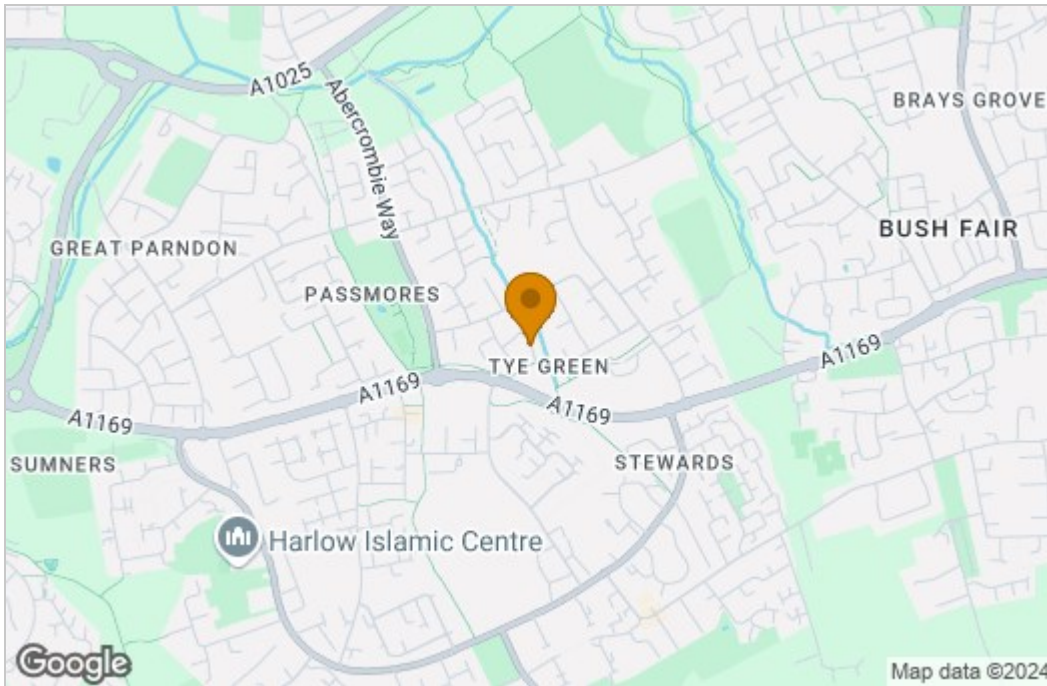 A1025
BRAYS GROVE
Abercrombie Way
BUSH FAIR
GREAT PARNDON
PASSMORES
TYE GREEN
A1169
A1169
A1169
A1169
SUMNERS
STEWARDS
Harlow Islamic Centre
Google
Map data ©2024